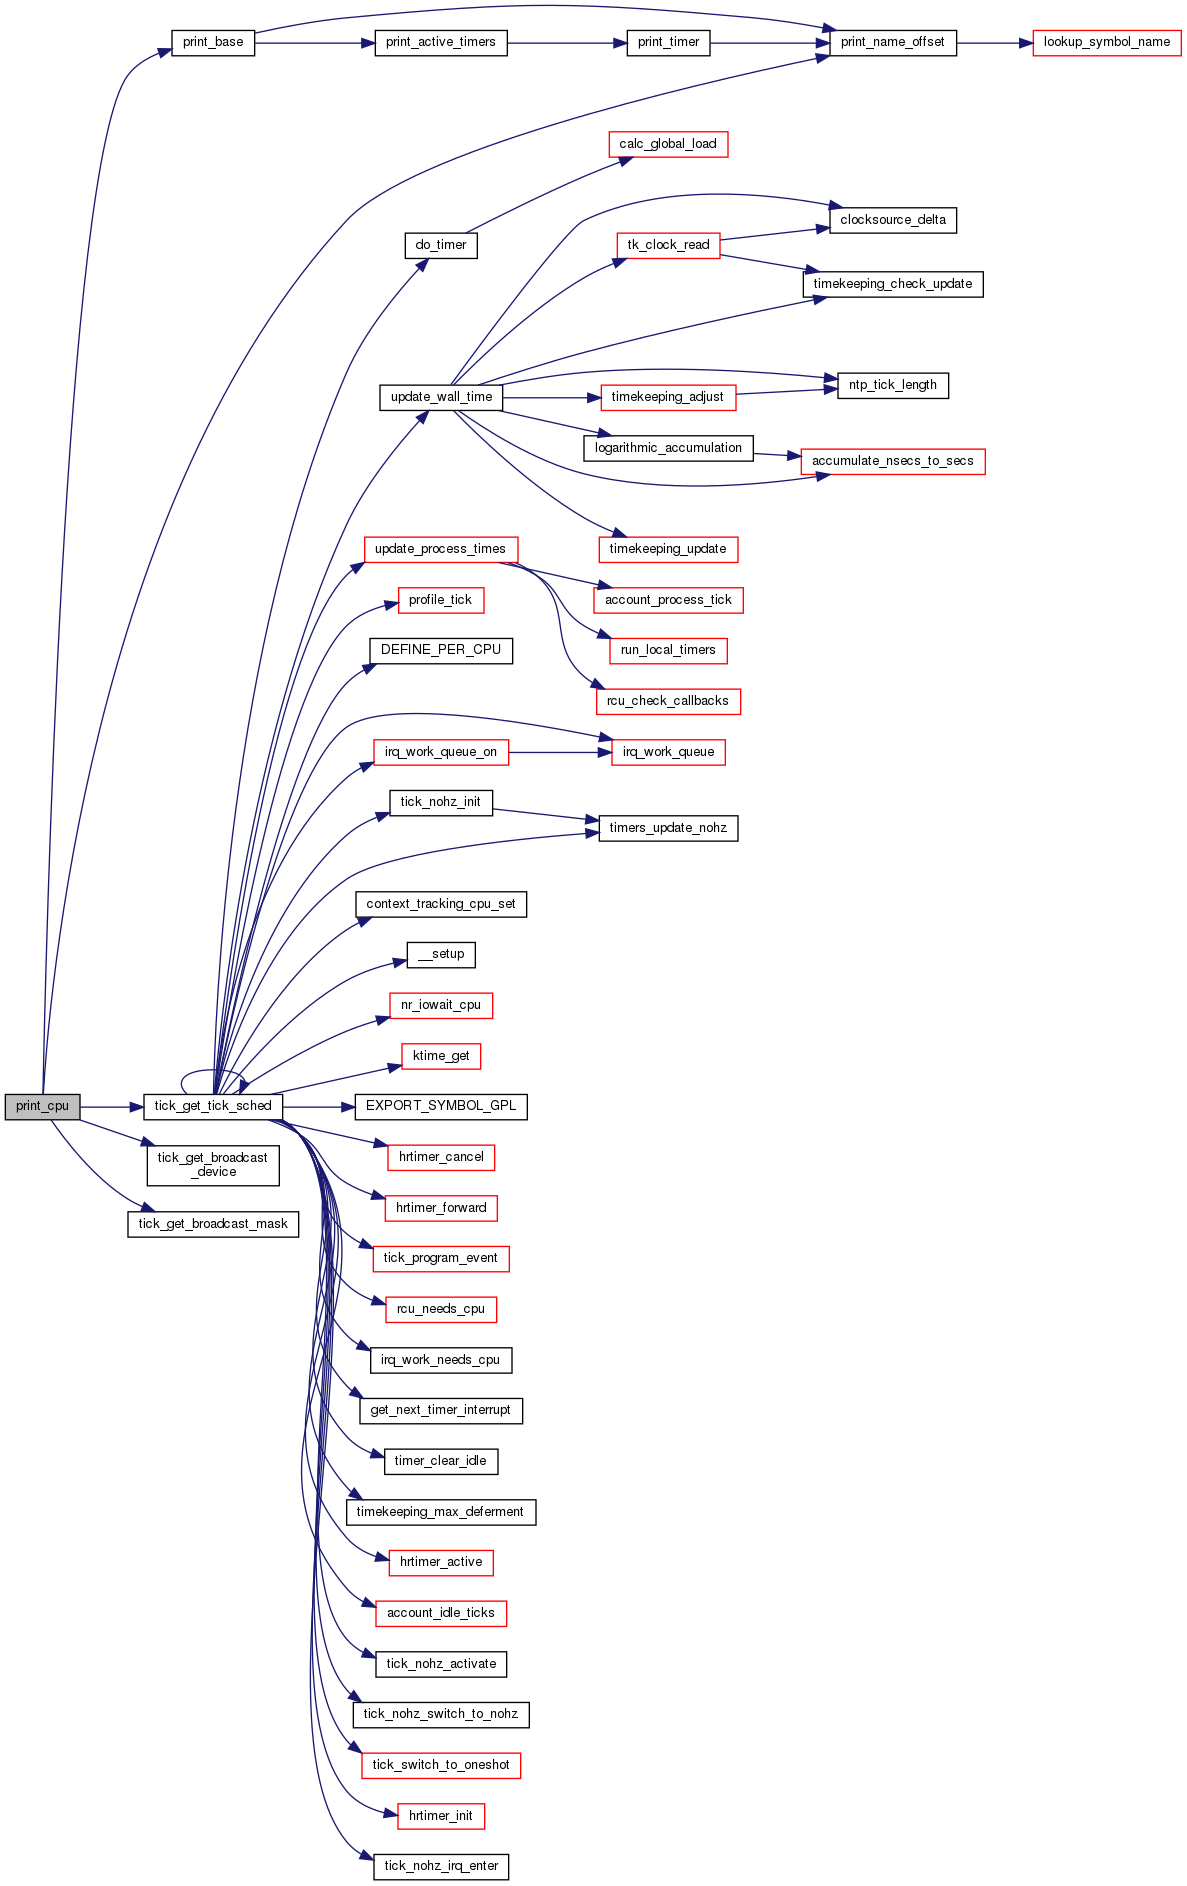 print_base
print_active_timers
print_timer
print_name_offset
lookup_symbol_name
calc_global_load
clocksource_delta
do_timer
tk_clock_read
timekeeping_check_update
update_wall_time
timekeeping_adjust
ntp_tick_length
logarithmic_accumulation
accumulate_nsecs_to_secs
update_process_times
timekeeping_update
profile_tick
account_process_tick
DEFINE_PER_CPU
run_local_timers
rcu_check_callbacks
irq_work_queue_on
irq_work_queue
tick_nohz_init
timers_update_nohz
context_tracking_cpu_set
__setup
nr_iowait_cpu
ktime_get
print_cpu
tick_get_tick_sched
EXPORT_SYMBOL_GPL
tick_get_broadcast
_device
hrtimer_cancel
tick_get_broadcast_mask
hrtimer_forward
tick_program_event
rcu_needs_cpu
irq_work_needs_cpu
get_next_timer_interrupt
timer_clear_idle
timekeeping_max_deferment
hrtimer_active
account_idle_ticks
tick_nohz_activate
tick_nohz_switch_to_nohz
tick_switch_to_oneshot
hrtimer_init
tick_nohz_irq_enter